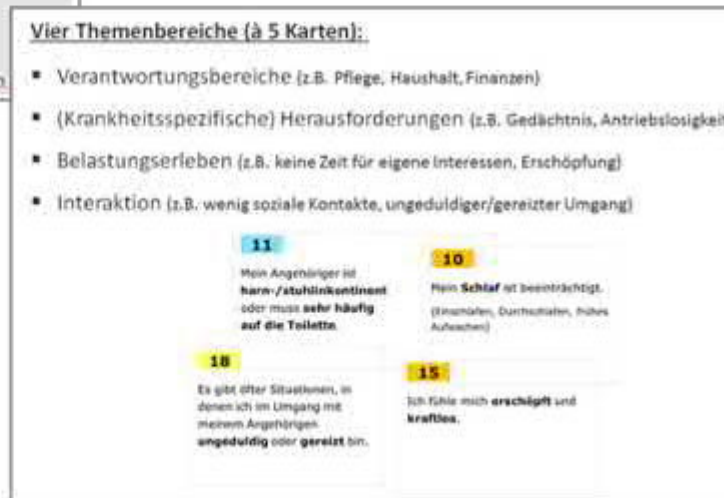 Vier Themenbereiche (à 5 Karten):
▪ Verantwortungsbereiche (z.B. Pflege, Haushalt, Finanzen)
▪ (Krankheitsspezifische) Herausforderungen (z.B. Gedächtnis, Antriebslosigkeit
▪ Belastungserleben (z.B. keine Zeit für eigene Interessen, Erschöpfung)
▪ Interaktion (z.B. wenig soziale Kontakte, ungeduldiger/gereizter Umgang)
11
Mein Angehöriger ist
harn-/stuhlinkontinent
oder muss sehr häufig
auf die Toilette.
10
Mein Schlaf ist beeinträchtigt.
(Einschlafen, Durchschlafen, frühes
Aufwachen)
18
Es gibt öfter Situationen, in
denen ich im Umgang mit
meinem Angehörigen
ungeduldig oder gereizt bin.
15
Ich fühle mich erschöpft und
kraftlos.